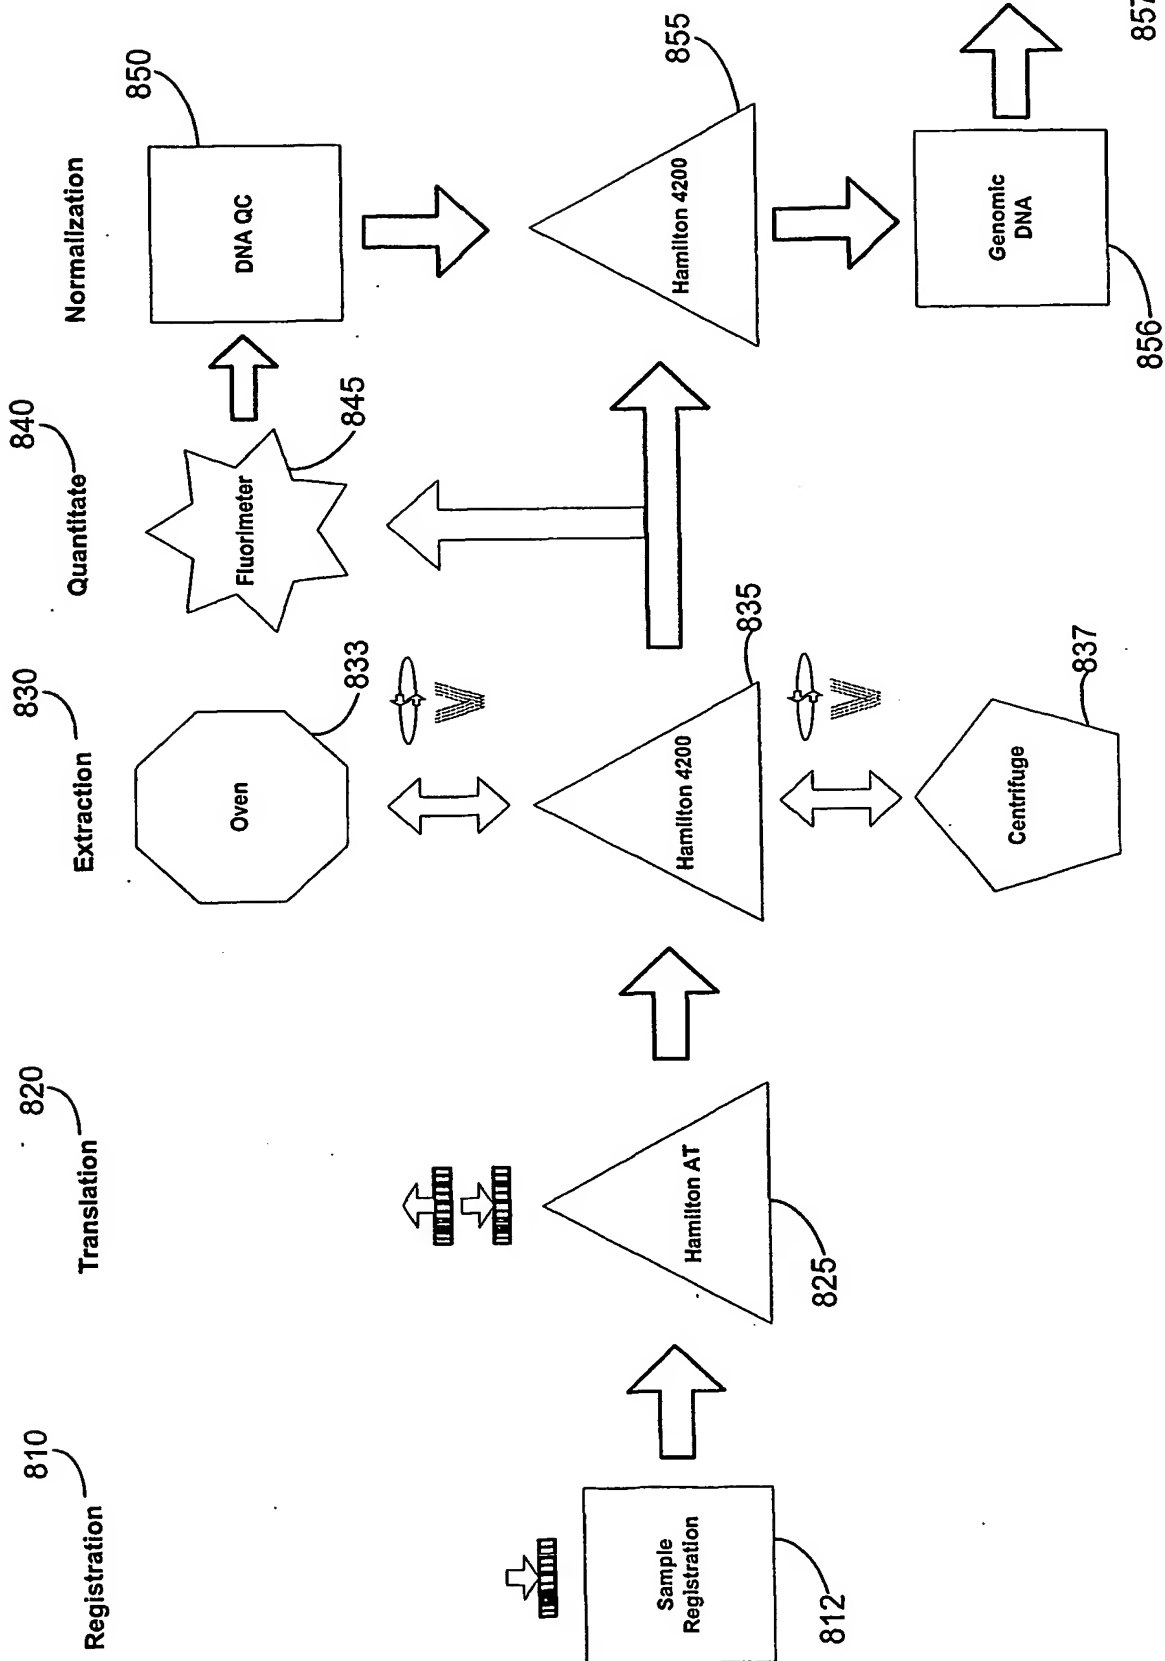 810
Registration
Sample
Registration
812
820
Translation
Hamilton AT
825
830
Extraction
Oven
833
Hamilton 4200
835
Centrifuge
837
840
Quantitate
Fluorimeter
845
Normalization
DNA QC
850
Hamilton 4200
855
Genomic
DNA
856
857